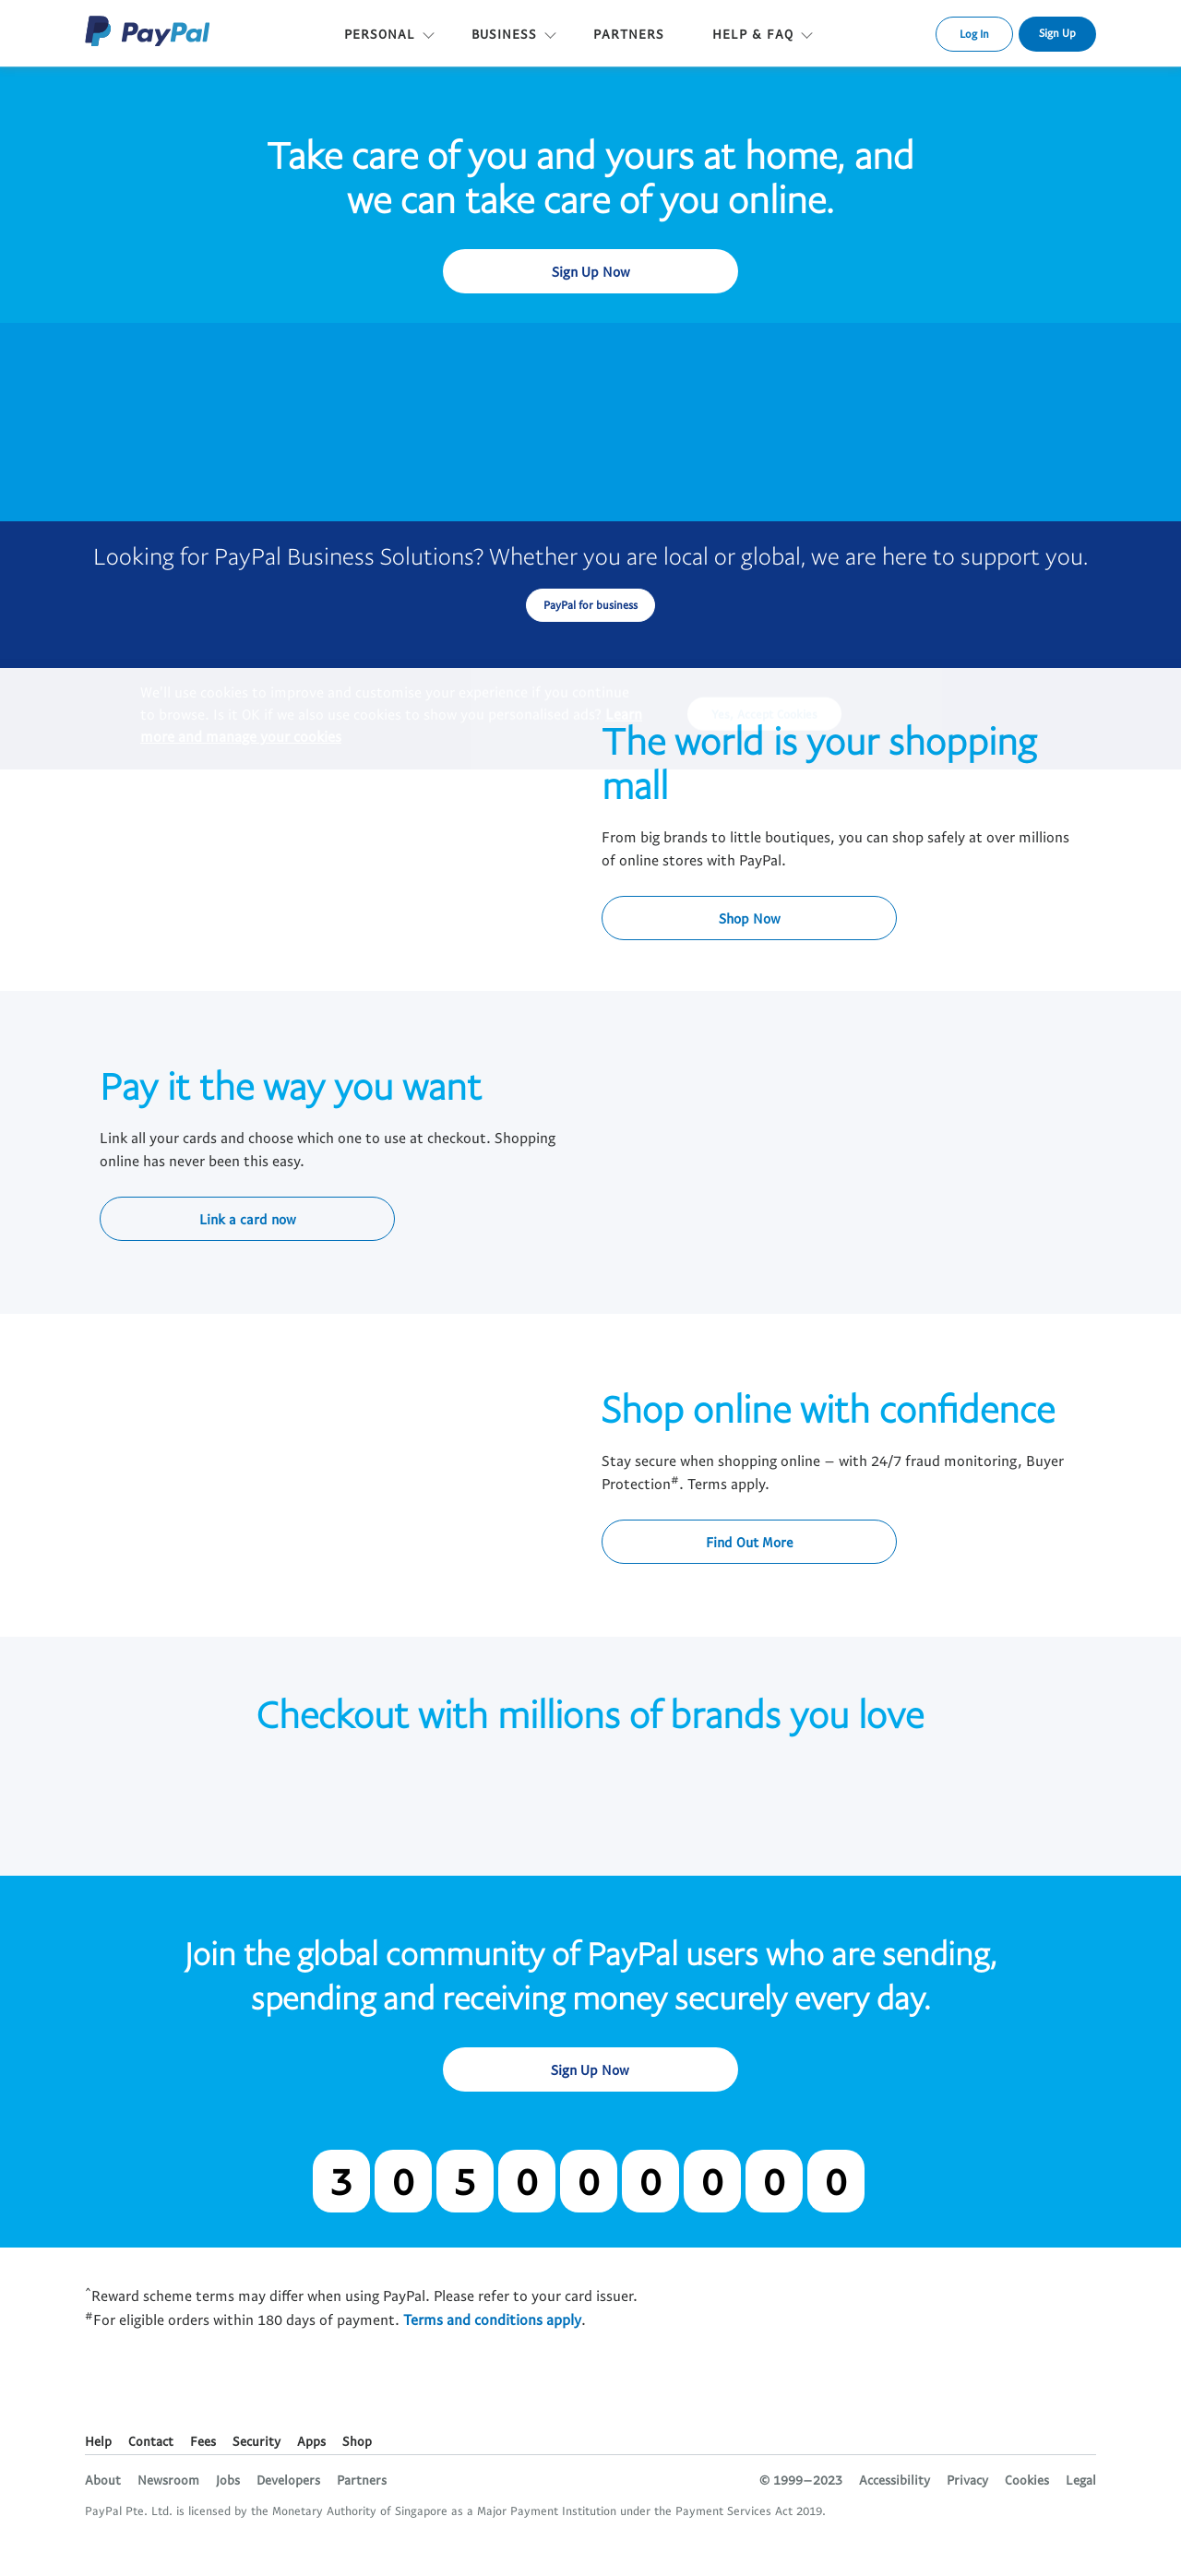 PayPal
PERSONAL
BUSINESS
PARTNERS
HELP & FAQ
Log In
Sign Up
Take care of you and yours at home, and
we can take care of you online.
Sign Up Now
Looking for PayPal Business Solutions? Whether you are local or global, we are here to support you.
PayPal for business
We'll use cookies to improve and customise your experience if you continue
to browse. Is it OK if we also use cookies to show you personalised ads? Learn
more and manage your cookies
Yes, Accept Cookies
The world is your shopping
mall
From big brands to little boutiques, you can shop safely at over millions
of online stores with PayPal.
Shop Now
Pay it the way you want
Link all your cards and choose which one to use at checkout. Shopping
online has never been this easy.
Link a card now
Shop online with confidence
Stay secure when shopping online – with 24/7 fraud monitoring, Buyer
Protection#. Terms apply.
Find Out More
Checkout with millions of brands you love
Join the global community of PayPal users who are sending,
spending and receiving money securely every day.
Sign Up Now
3 0 5 0 0 0 0 0 0
^Reward scheme terms may differ when using PayPal. Please refer to your card issuer.
#For eligible orders within 180 days of payment. Terms and conditions apply.
Help Contact Fees Security Apps Shop
About Newsroom Jobs Developers Partners © 1999–2023 Accessibility Privacy Cookies Legal
PayPal Pte. Ltd. is licensed by the Monetary Authority of Singapore as a Major Payment Institution under the Payment Services Act 2019.